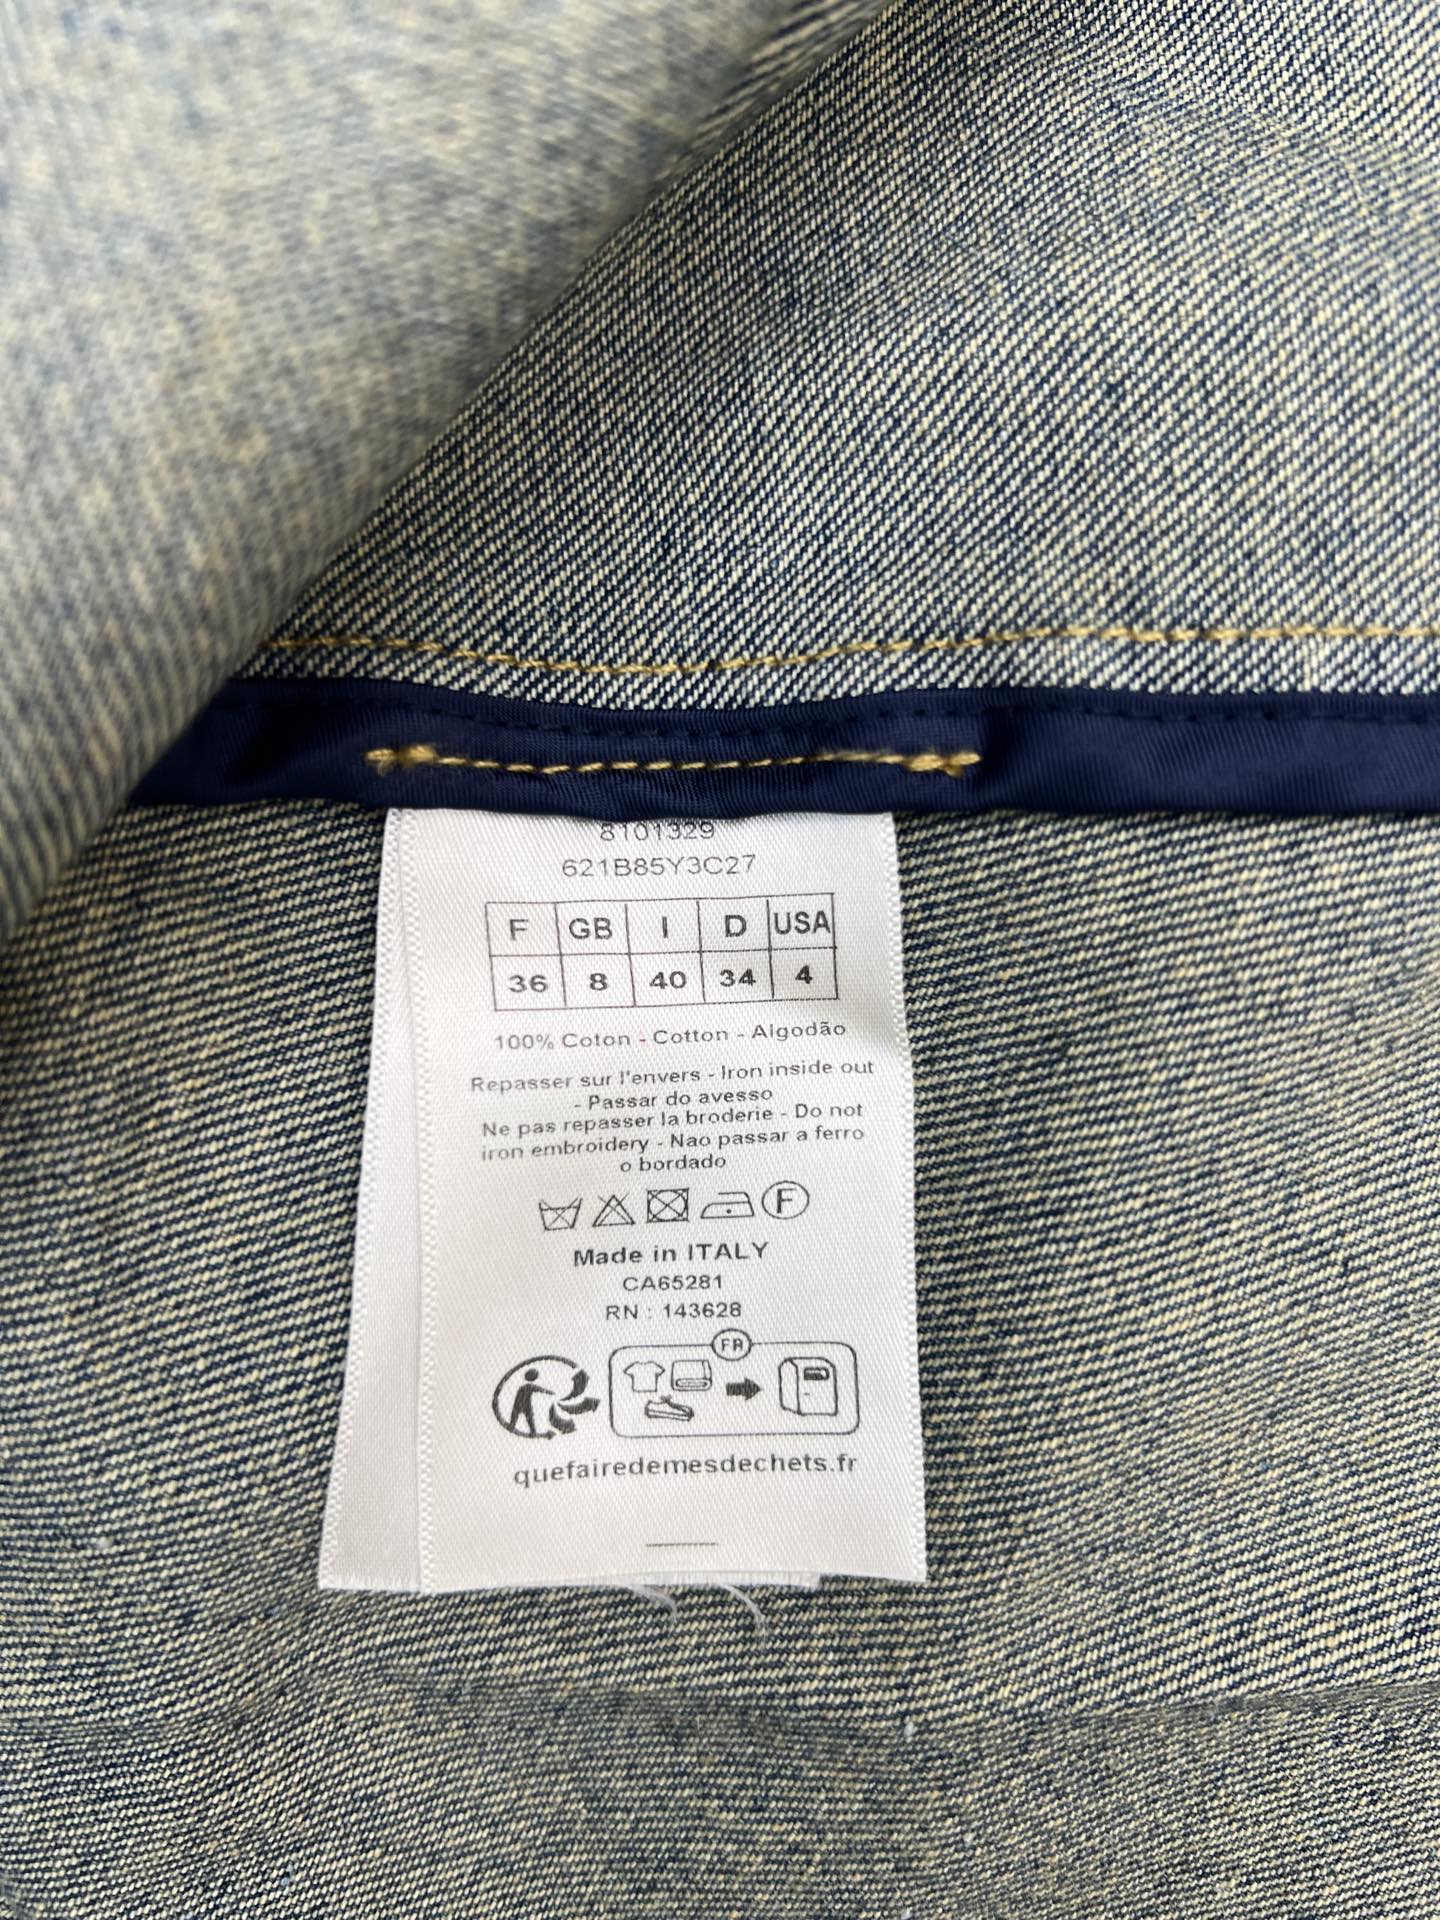 8101329
621B85Y3C27
F GB I D USA
36 8 40 34 4
100% Coton - Cotton - Algodão
Repasser sur l'envers - Iron inside out
- Passar do avesso
Ne pas repasser la broderie - Do not
iron embroidery - Nao passar a ferro
o bordado
F
Made in ITALY
CA65281
RN : 143628
FR
quefairedemesdechets.fr